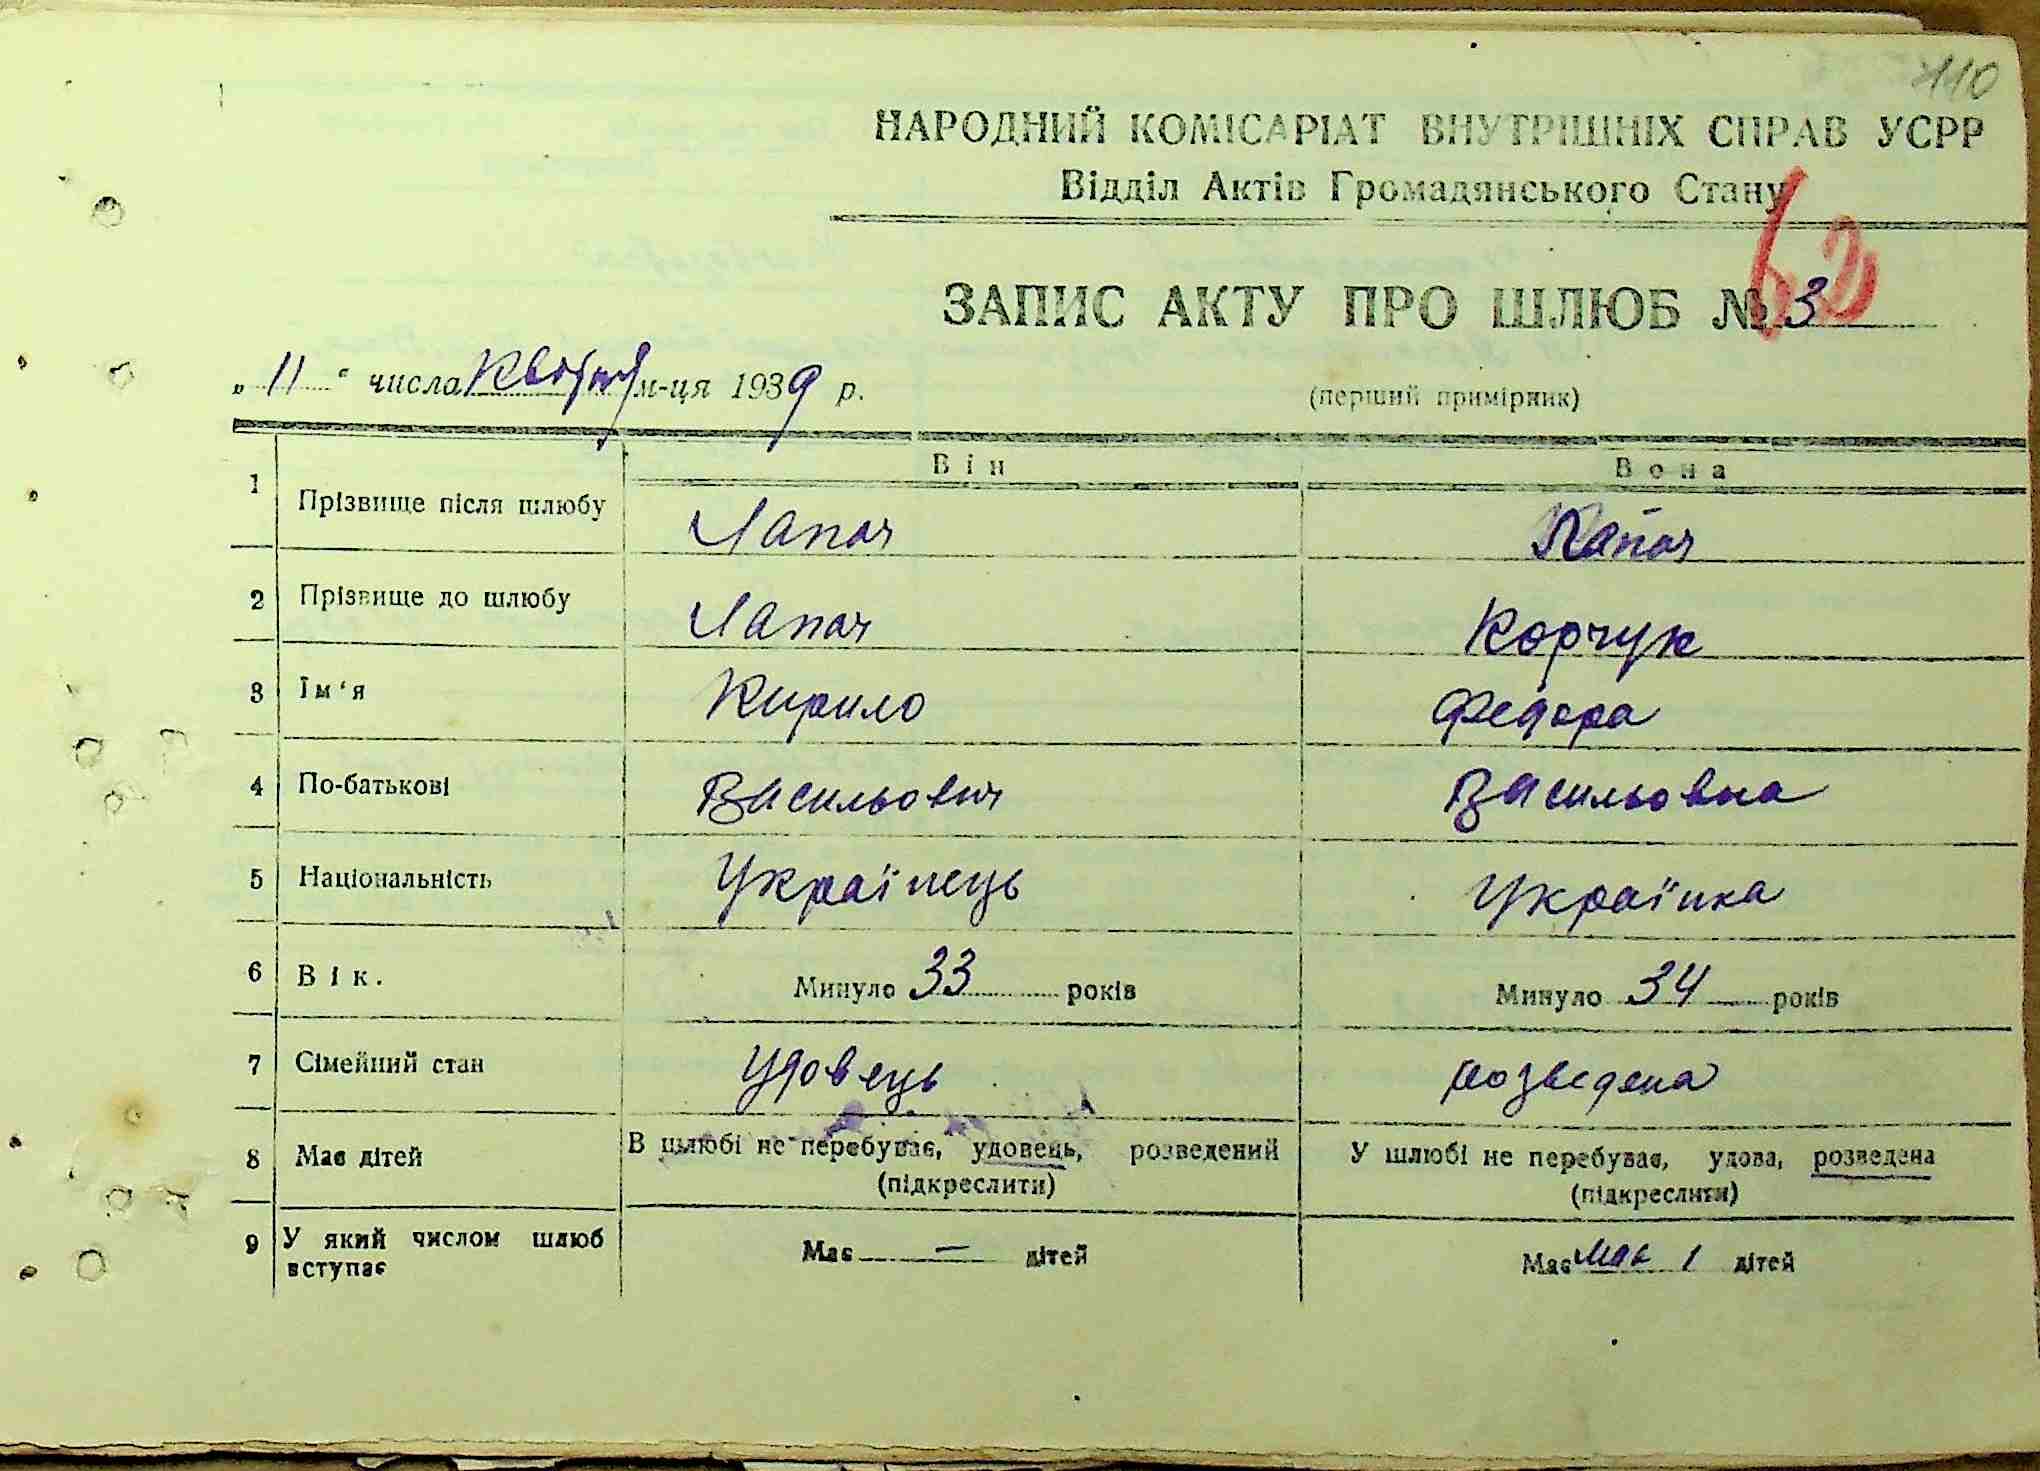 110
НАРОДНИЙ КОМІСАРІАТ ВНУТРІШНІХ СПРАВ УСРР
Відділ Актів Громадянського Стану
62
ЗАПИС АКТУ ПРО ШЛЮБ № 3
„ 11 “ числа Квітня м-ця 1939 р. (перший примірник)
Він Вона
1 Прізвище після шлюбу Лапач Лапач
2 Прізвище до шлюбу Лапач Корчук
3 Їм‘я Кирило Федора
4 По-батькові Васильович Васильовна
5 Національність Українець Українка
6 Вік. Минуло 33 років Минуло 34 років
7 Сімейний стан Удовець розведена
8 Має дітей В шлюбі не перебуває, удовець, розведений У шлюбі не перебуває, удова, розведена
(підкреслити) (підкреслити)
9 У який числом шлюб вступає Має — дітей Має має 1 дітей